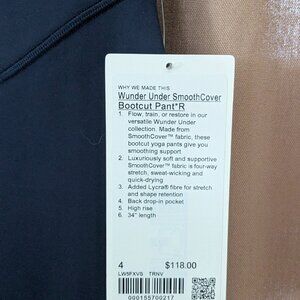 WHY WE MADE THIS
Wunder Under SmoothCover
Bootcut Pant*R
1. Flow, train, or restore in our
versatile Wunder Under
collection. Made from
SmoothCover™ fabric, these
bootcut yoga pants give you
smoothing support
2. Luxuriously soft and supportive
SmoothCover™ fabric is four-way
stretch, sweat-wicking and
quick-drying
3. Added Lycra® fibre for stretch
and shape retention
4. Back drop-in pocket
5. High rise
6. 34" length
4 $118.00
LW5FXVS TRNV
000155700217